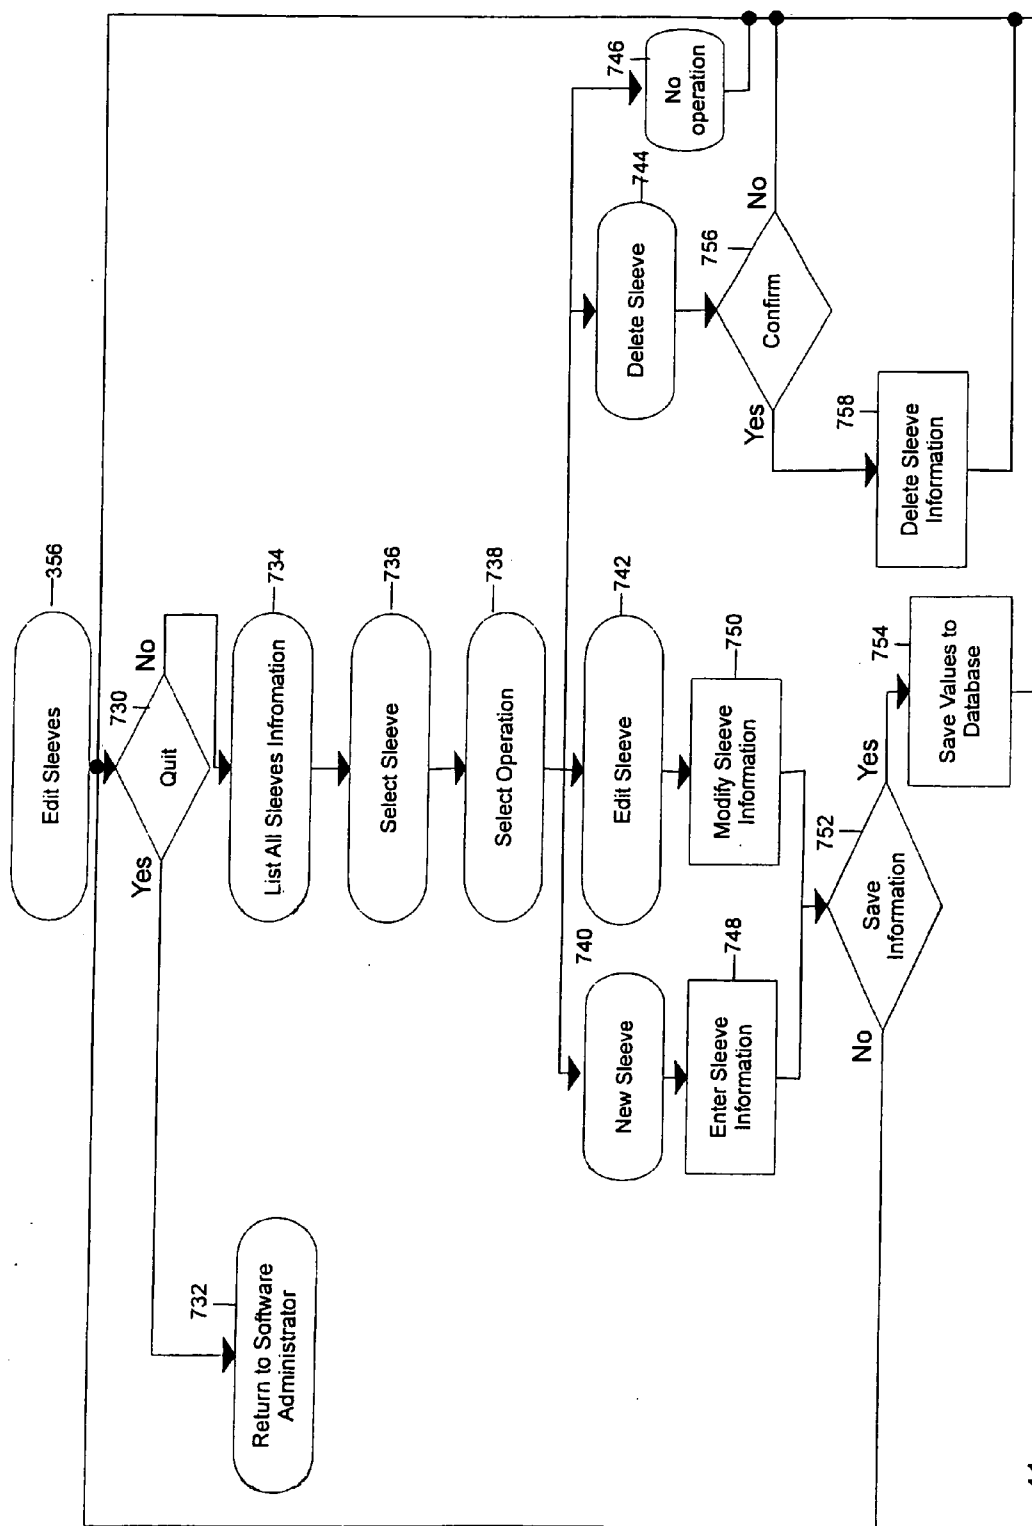 Edit Sleeves
356
730
Quit
Yes
No
732
Return to Software
Administrator
List All Sleeves Infromation
734
Select Sleeve
736
Select Operation
738
740
New Sleeve
Edit Sleeve
742
Delete Sleeve
744
No
operation
746
Enter Sleeve
Information
748
Modify Sleeve
Information
750
Confirm
756
Yes
No
Save
Information
752
No
Yes
Save Values to
Database
754
Delete Sleeve
Information
758